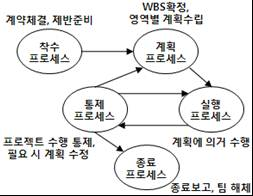 계약체결, 제반준비
WBS확정,
영역별 계획수립
착수
프로세스
계획
프로세스
통제
프로세스
실행
프로세스
프로젝트 수행 통제,
필요 시 계획 수정
계획에 의거 수행
종료
프로세스
종료보고, 팀 해체